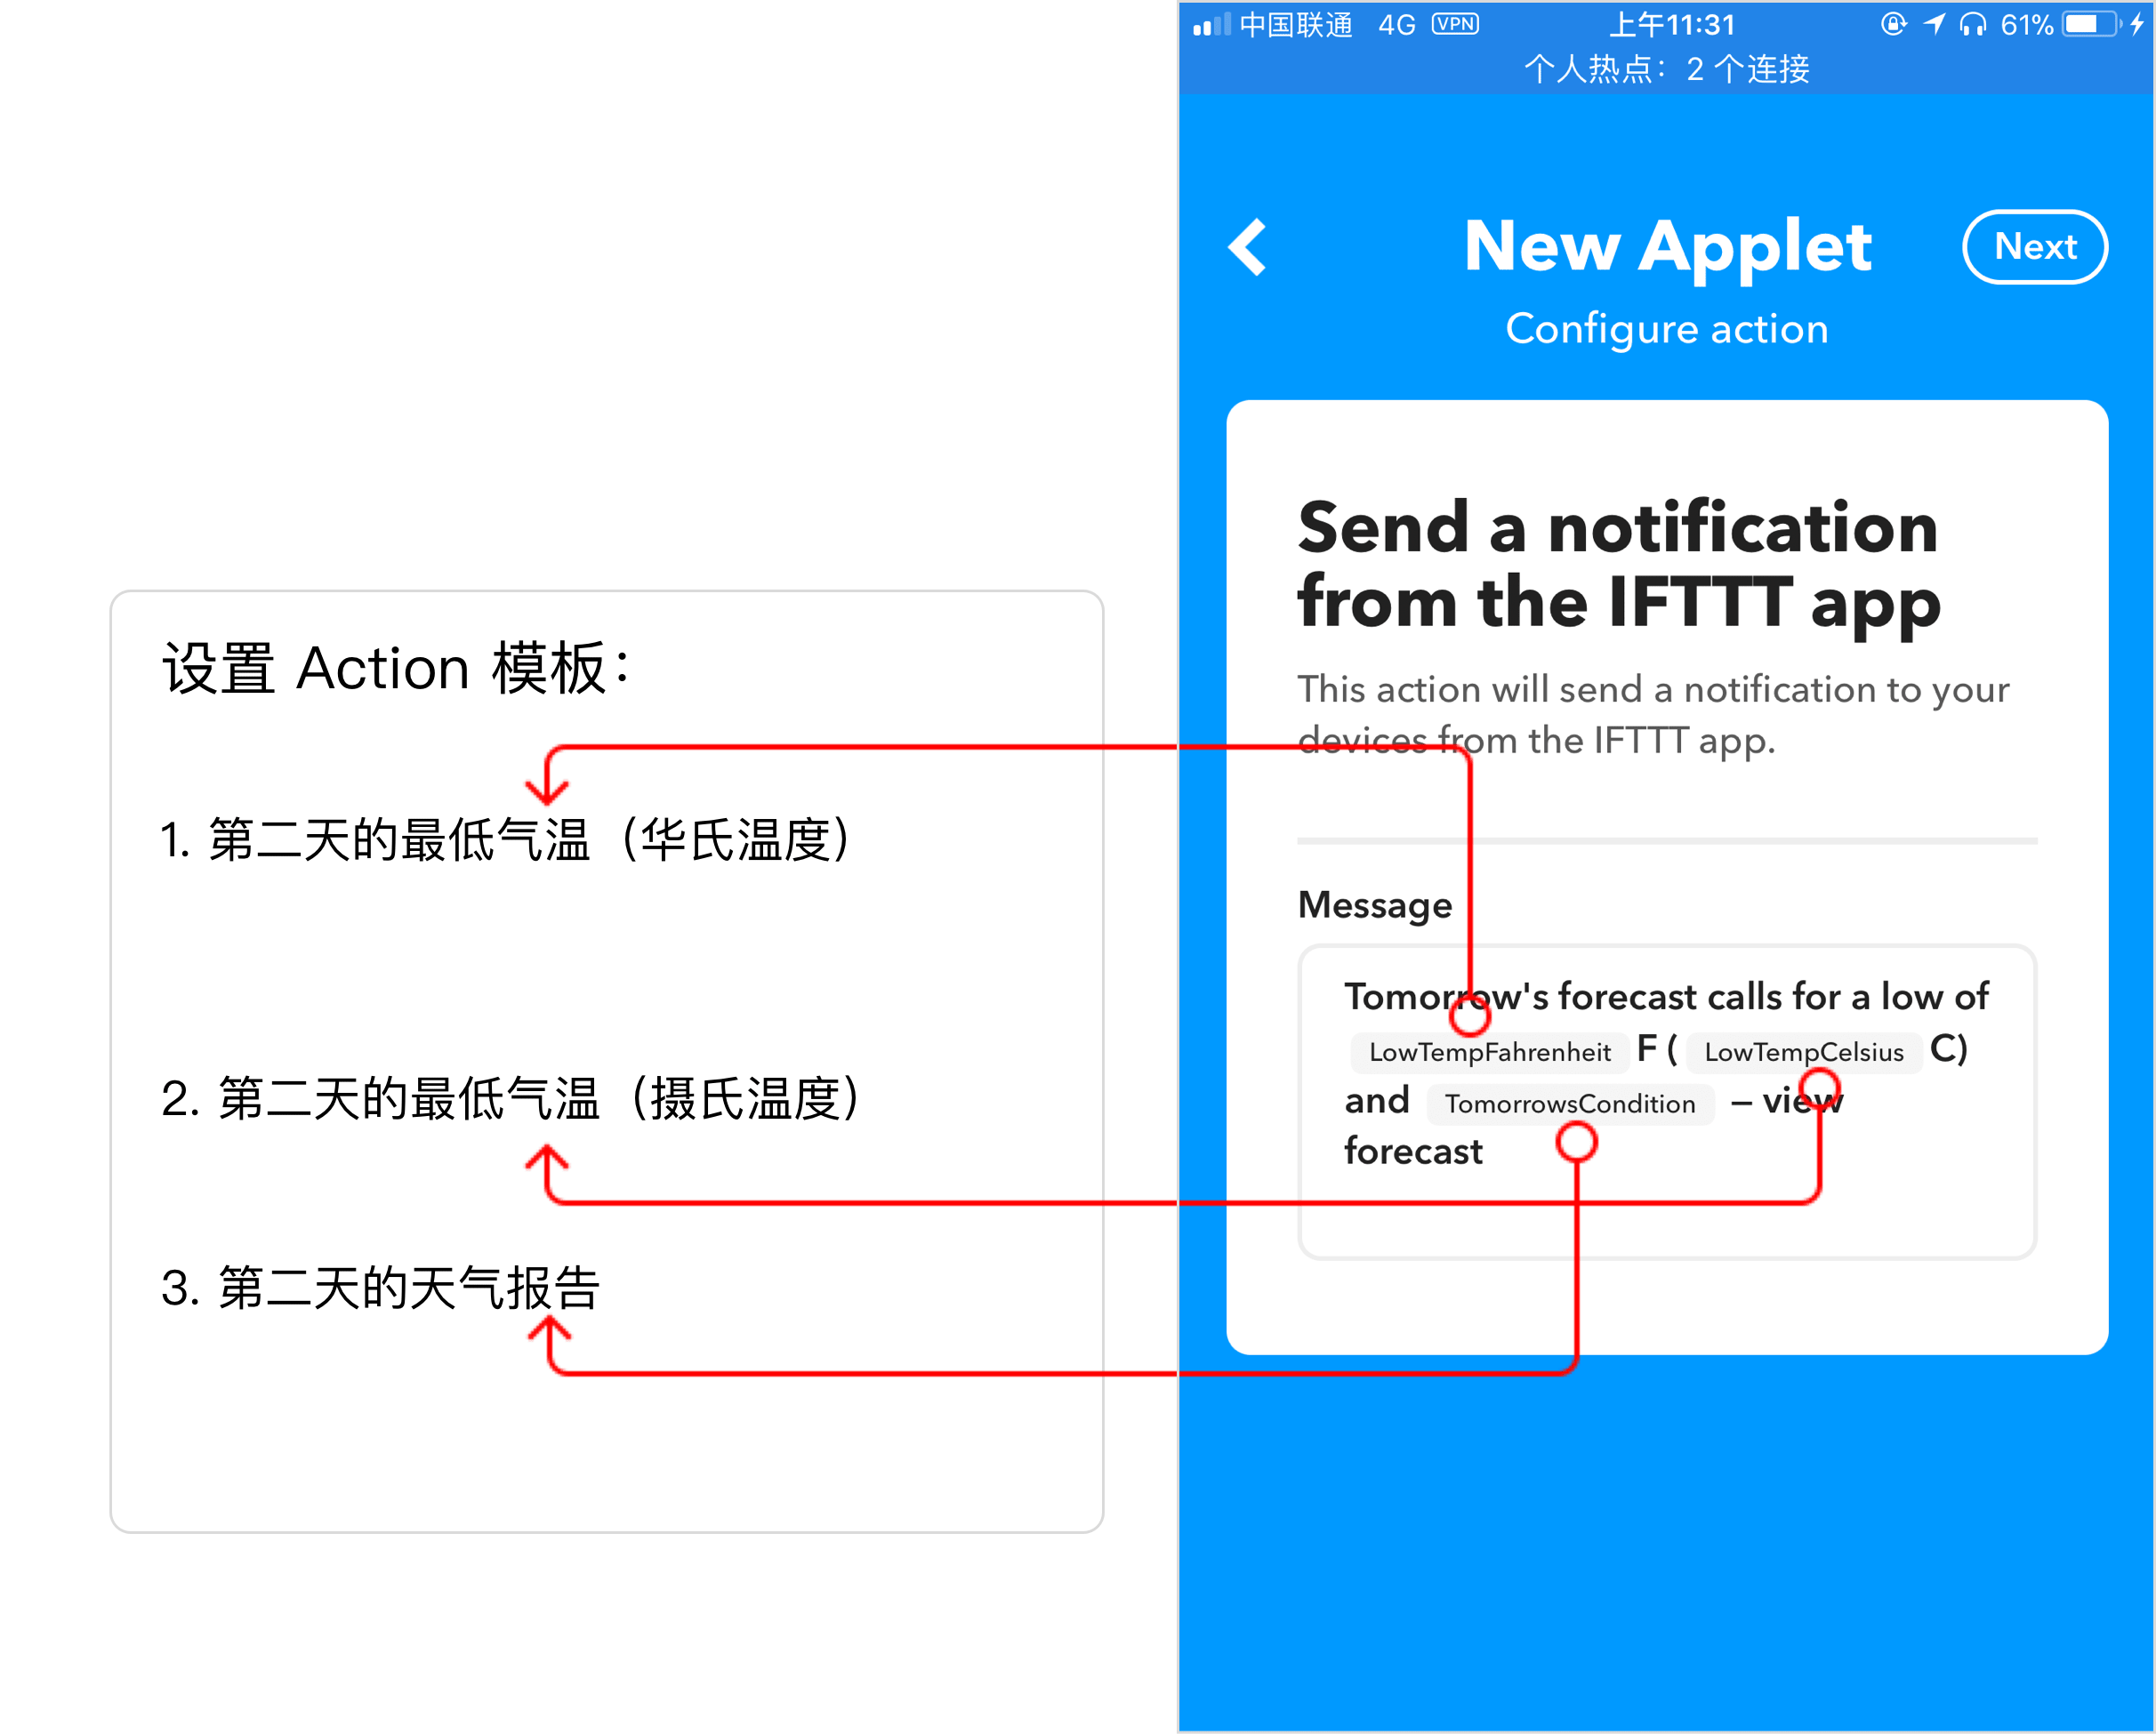 设置 Action 模板：
1. 第二天的最低气温（华氏温度）
2. 第二天的最低气温（摄氏温度）
3. 第二天的天气报告
中国联通 4G VPN 上午11:31 61%
个人热点：2 个连接
New Applet
Next
Configure action
Send a notification
from the IFTTT app
This action will send a notification to your
devices from the IFTTT app.
Message
Tomorrow's forecast calls for a low of
LowTempFahrenheit F ( LowTempCelsius C)
and TomorrowsCondition – view
forecast